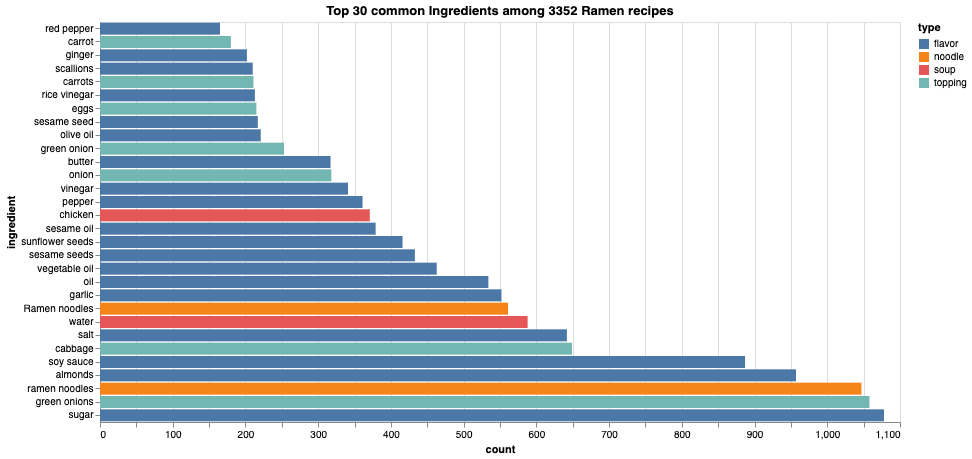 Top 30 common Ingredients among 3352 Ramen recipes
ingredient
red pepper
carrot
ginger
scallions
carrots
rice vinegar
eggs
sesame seed
olive oil
green onion
butter
onion
vinegar
pepper
chicken
sesame oil
sunflower seeds
sesame seeds
vegetable oil
oil
garlic
Ramen noodles
water
salt
cabbage
soy sauce
almonds
ramen noodles
green onions
sugar
0 100 200 300 400 500 600 700 800 900 1,000 1,100
count
type
flavor
noodle
soup
topping